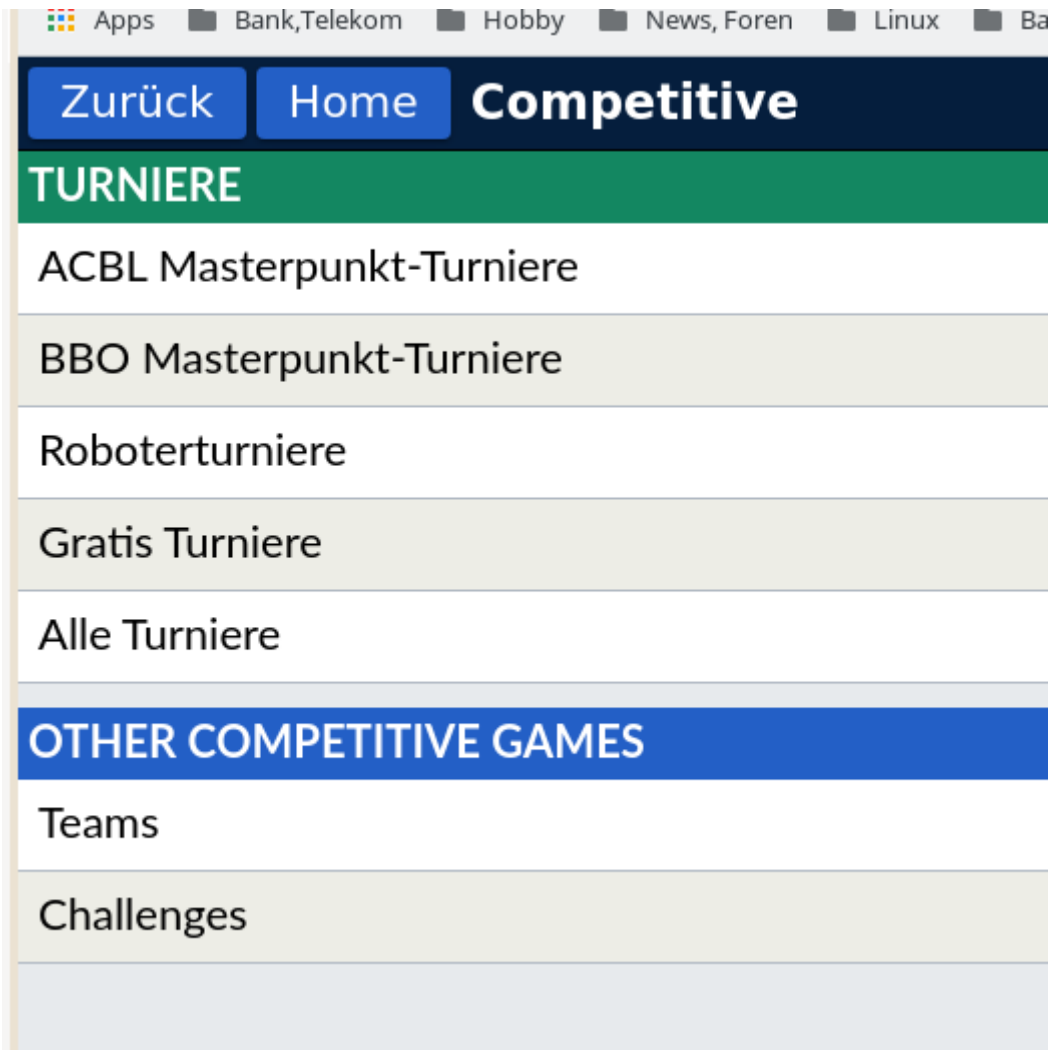 Apps Bank,Telekom Hobby News, Foren Linux
Zurück Home Competitive
TURNIERE
ACBL Masterpunkt-Turniere
BBO Masterpunkt-Turniere
Roboterturniere
Gratis Turniere
Alle Turniere
OTHER COMPETITIVE GAMES
Teams
Challenges